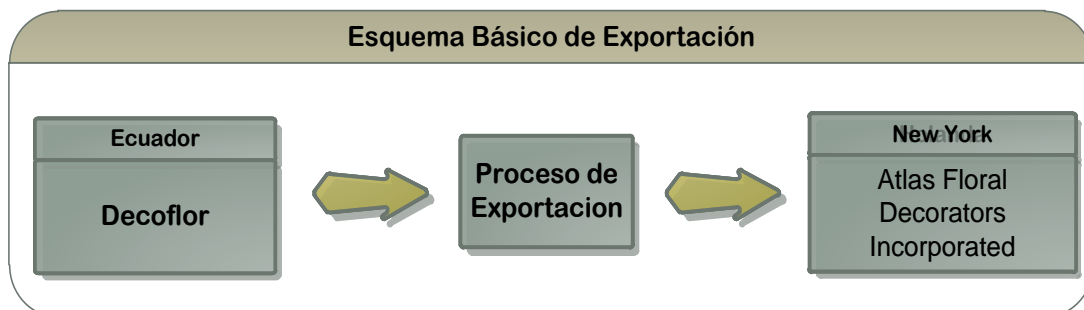 Esquema Básico de Exportación
Ecuador
Decoflor
Proceso de
Exportacion
New York
Atlas Floral
Decorators
Incorporated